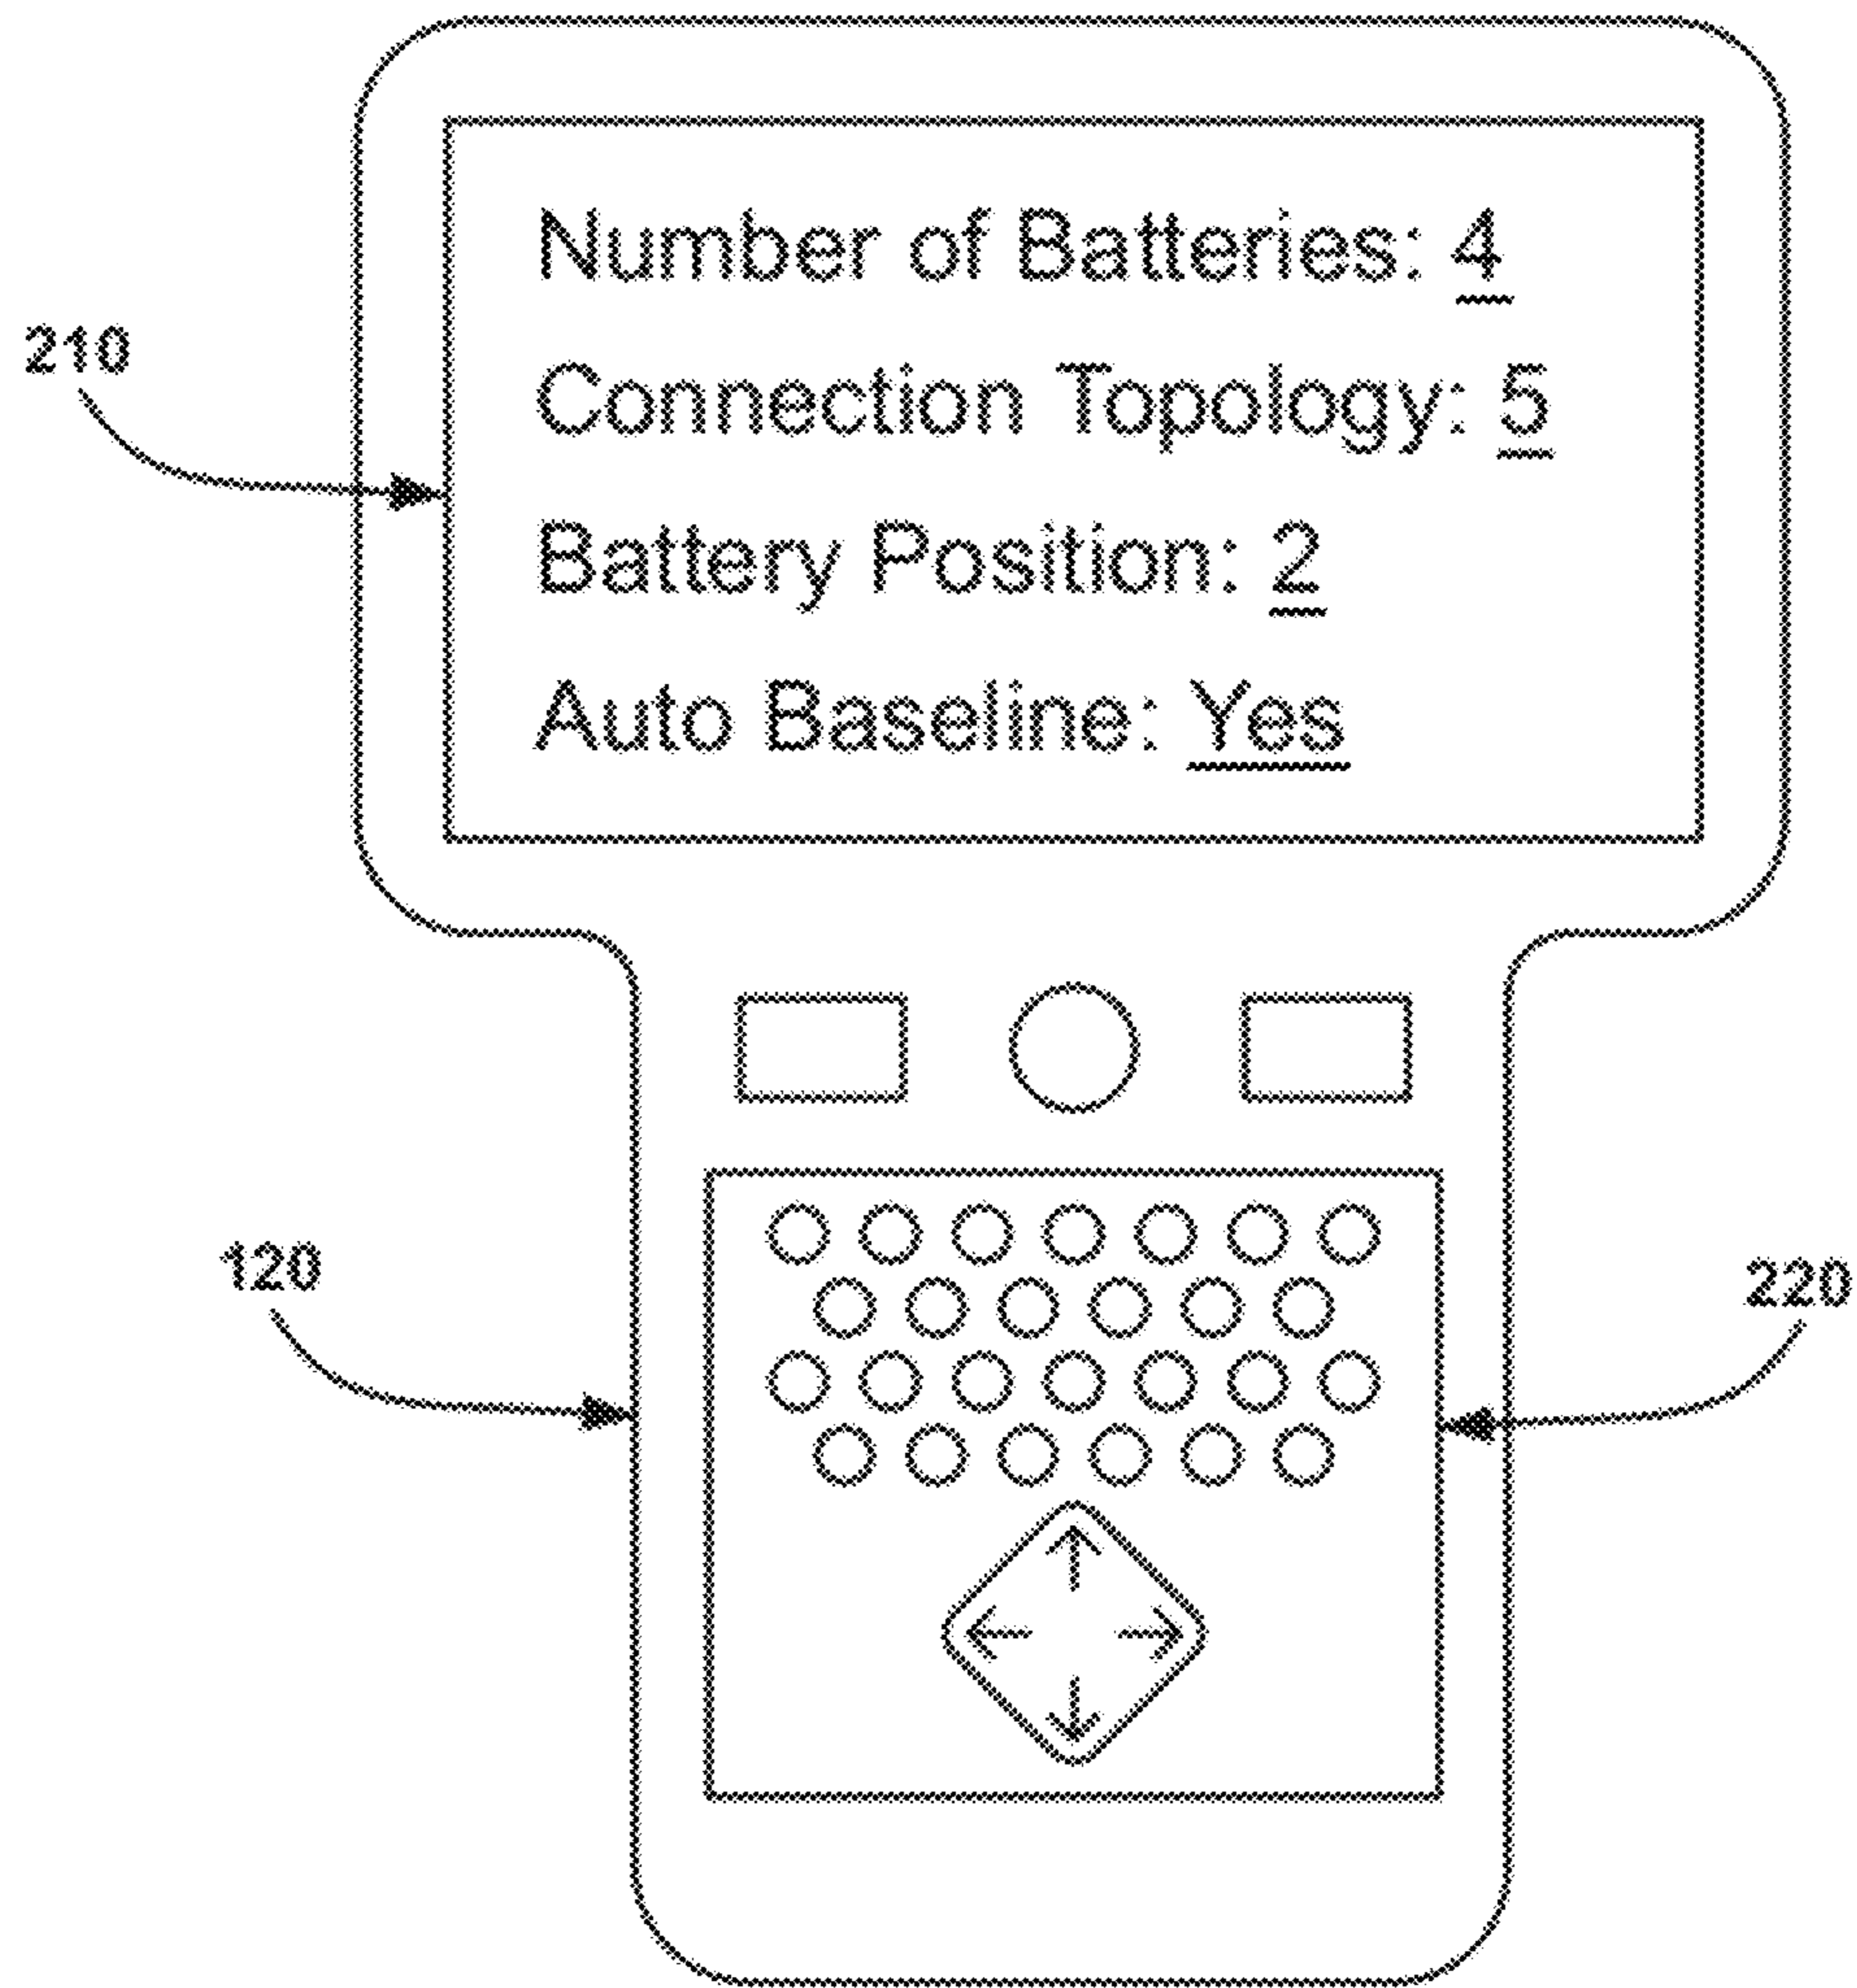 Number of Batteries: 4
210
Connection Topology: 5
Battery Position: 2
Auto Baseline: Yes
120
220